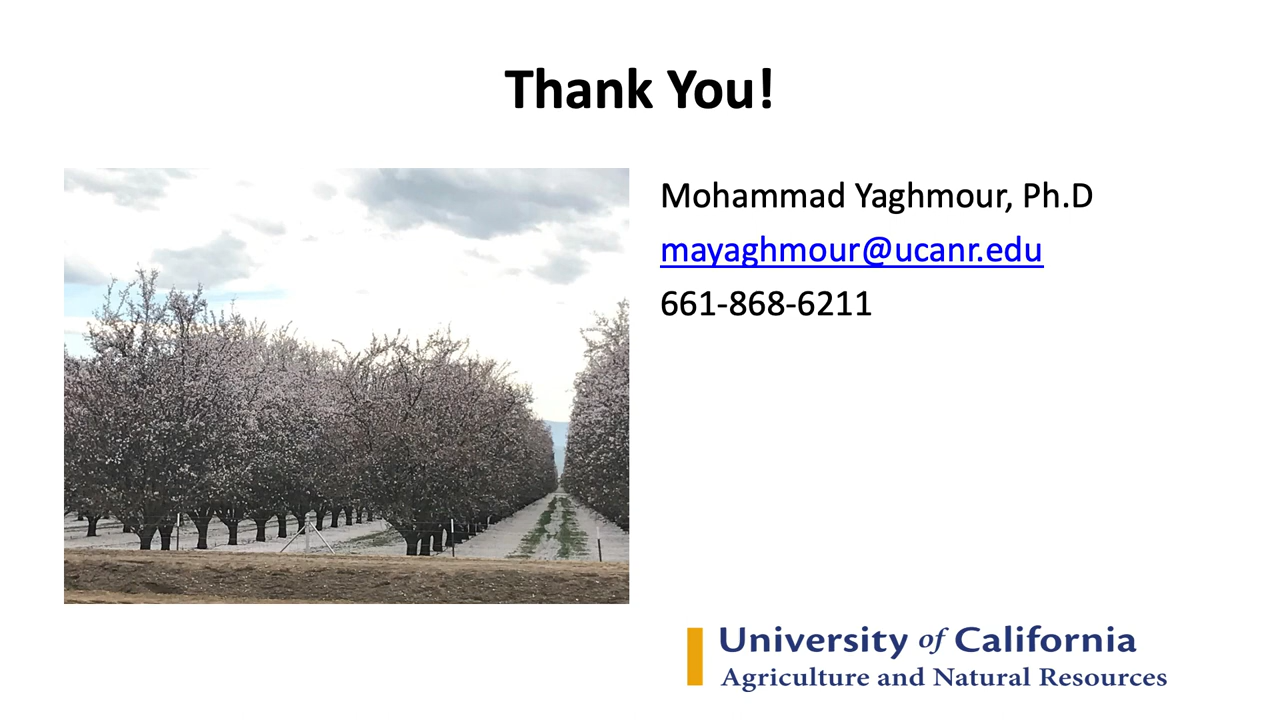 Thank You!
Mohammad Yaghmour, Ph.D
mayaghmour@ucanr.edu
661-868-6211
University of California
Agriculture and Natural Resources